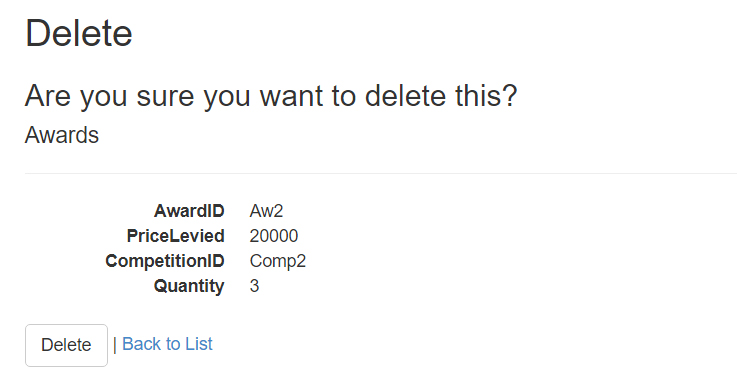 Delete
Are you sure you want to delete this?
Awards
AwardID Aw2
PriceLevied 20000
CompetitionID Comp2
Quantity 3
Delete | Back to List